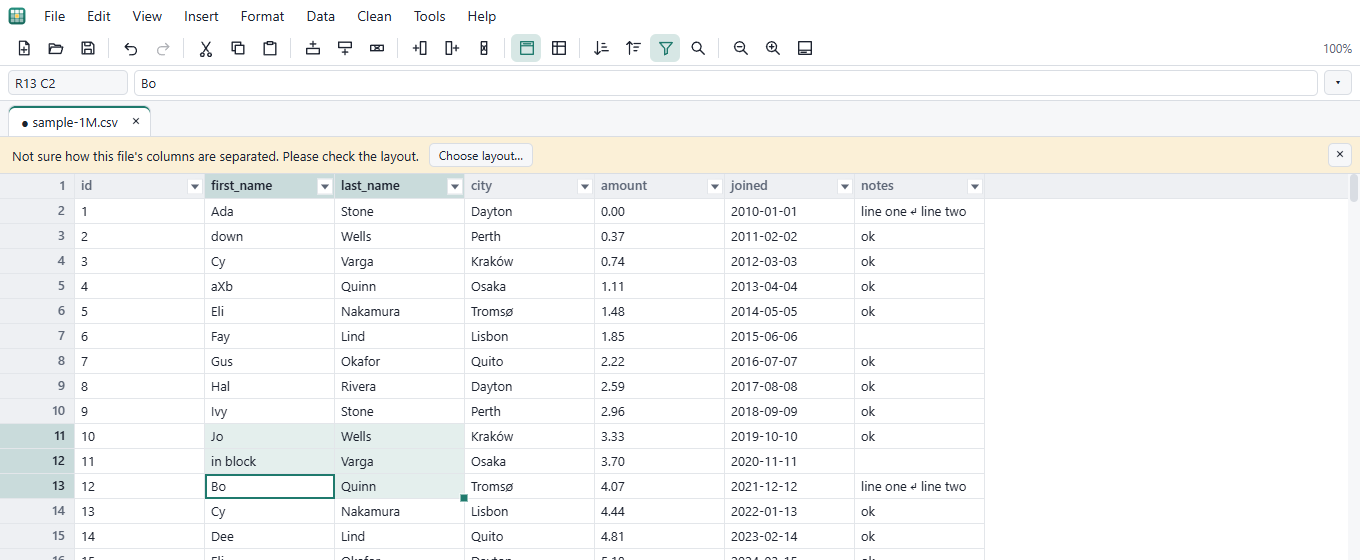 File Edit View Insert Format Data Clean Tools Help
100%
R13 C2 Bo
● sample-1M.csv ×
Not sure how this file's columns are separated. Please check the layout. Choose layout... ×
1 id first_name last_name city amount joined notes
2 1 Ada Stone Dayton 0.00 2010-01-01 line one ↲ line two
3 2 down Wells Perth 0.37 2011-02-02 ok
4 3 Cy Varga Kraków 0.74 2012-03-03 ok
5 4 aXb Quinn Osaka 1.11 2013-04-04 ok
6 5 Eli Nakamura Tromsø 1.48 2014-05-05 ok
7 6 Fay Lind Lisbon 1.85 2015-06-06
8 7 Gus Okafor Quito 2.22 2016-07-07 ok
9 8 Hal Rivera Dayton 2.59 2017-08-08 ok
10 9 Ivy Stone Perth 2.96 2018-09-09 ok
11 10 Jo Wells Kraków 3.33 2019-10-10 ok
12 11 in block Varga Osaka 3.70 2020-11-11
13 12 Bo Quinn Tromsø 4.07 2021-12-12 line one ↲ line two
14 13 Cy Nakamura Lisbon 4.44 2022-01-13 ok
15 14 Dee Lind Quito 4.81 2023-02-14 ok